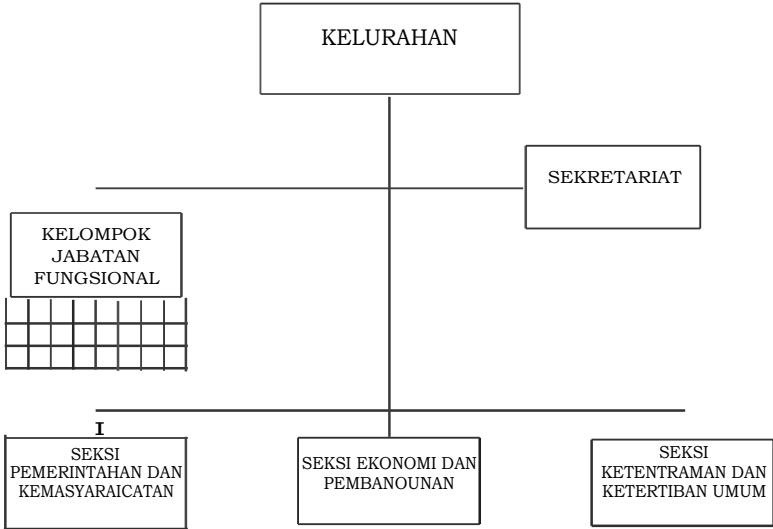 KELURAHAN
SEKRETARIAT
KELOMPOK
JABATAN
FUNGSIONAL
I
SEKSI
PEMERINTAHAN DAN
KEMASYARAICATAN
SEKSI EKONOMI DAN
PEMBANOUNAN
SEKSI
KETENTRAMAN DAN
KETERTIBAN UMUM